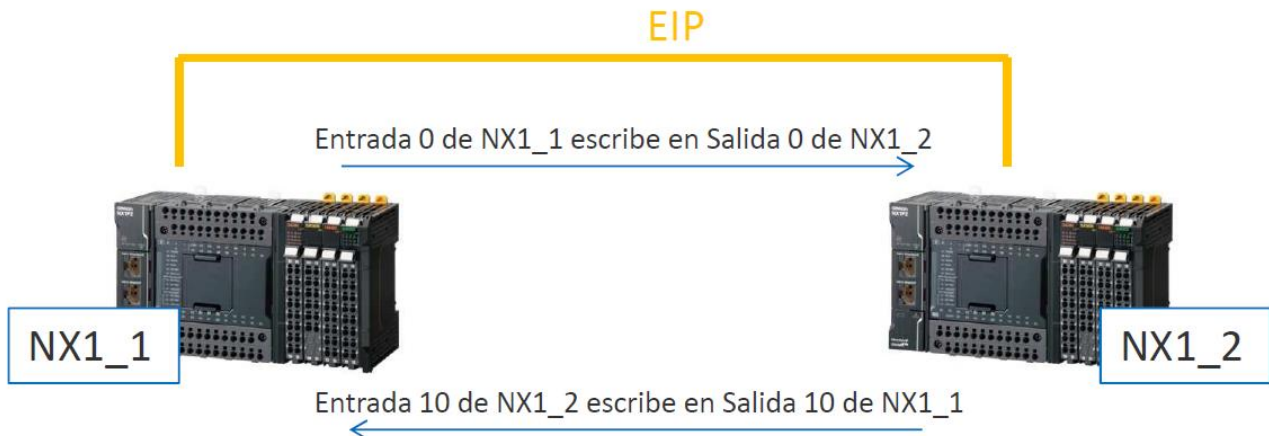 EIP
Entrada 0 de NX1_1 escribe en Salida 0 de NX1_2
NX1_1
NX1_2
Entrada 10 de NX1_2 escribe en Salida 10 de NX1_1